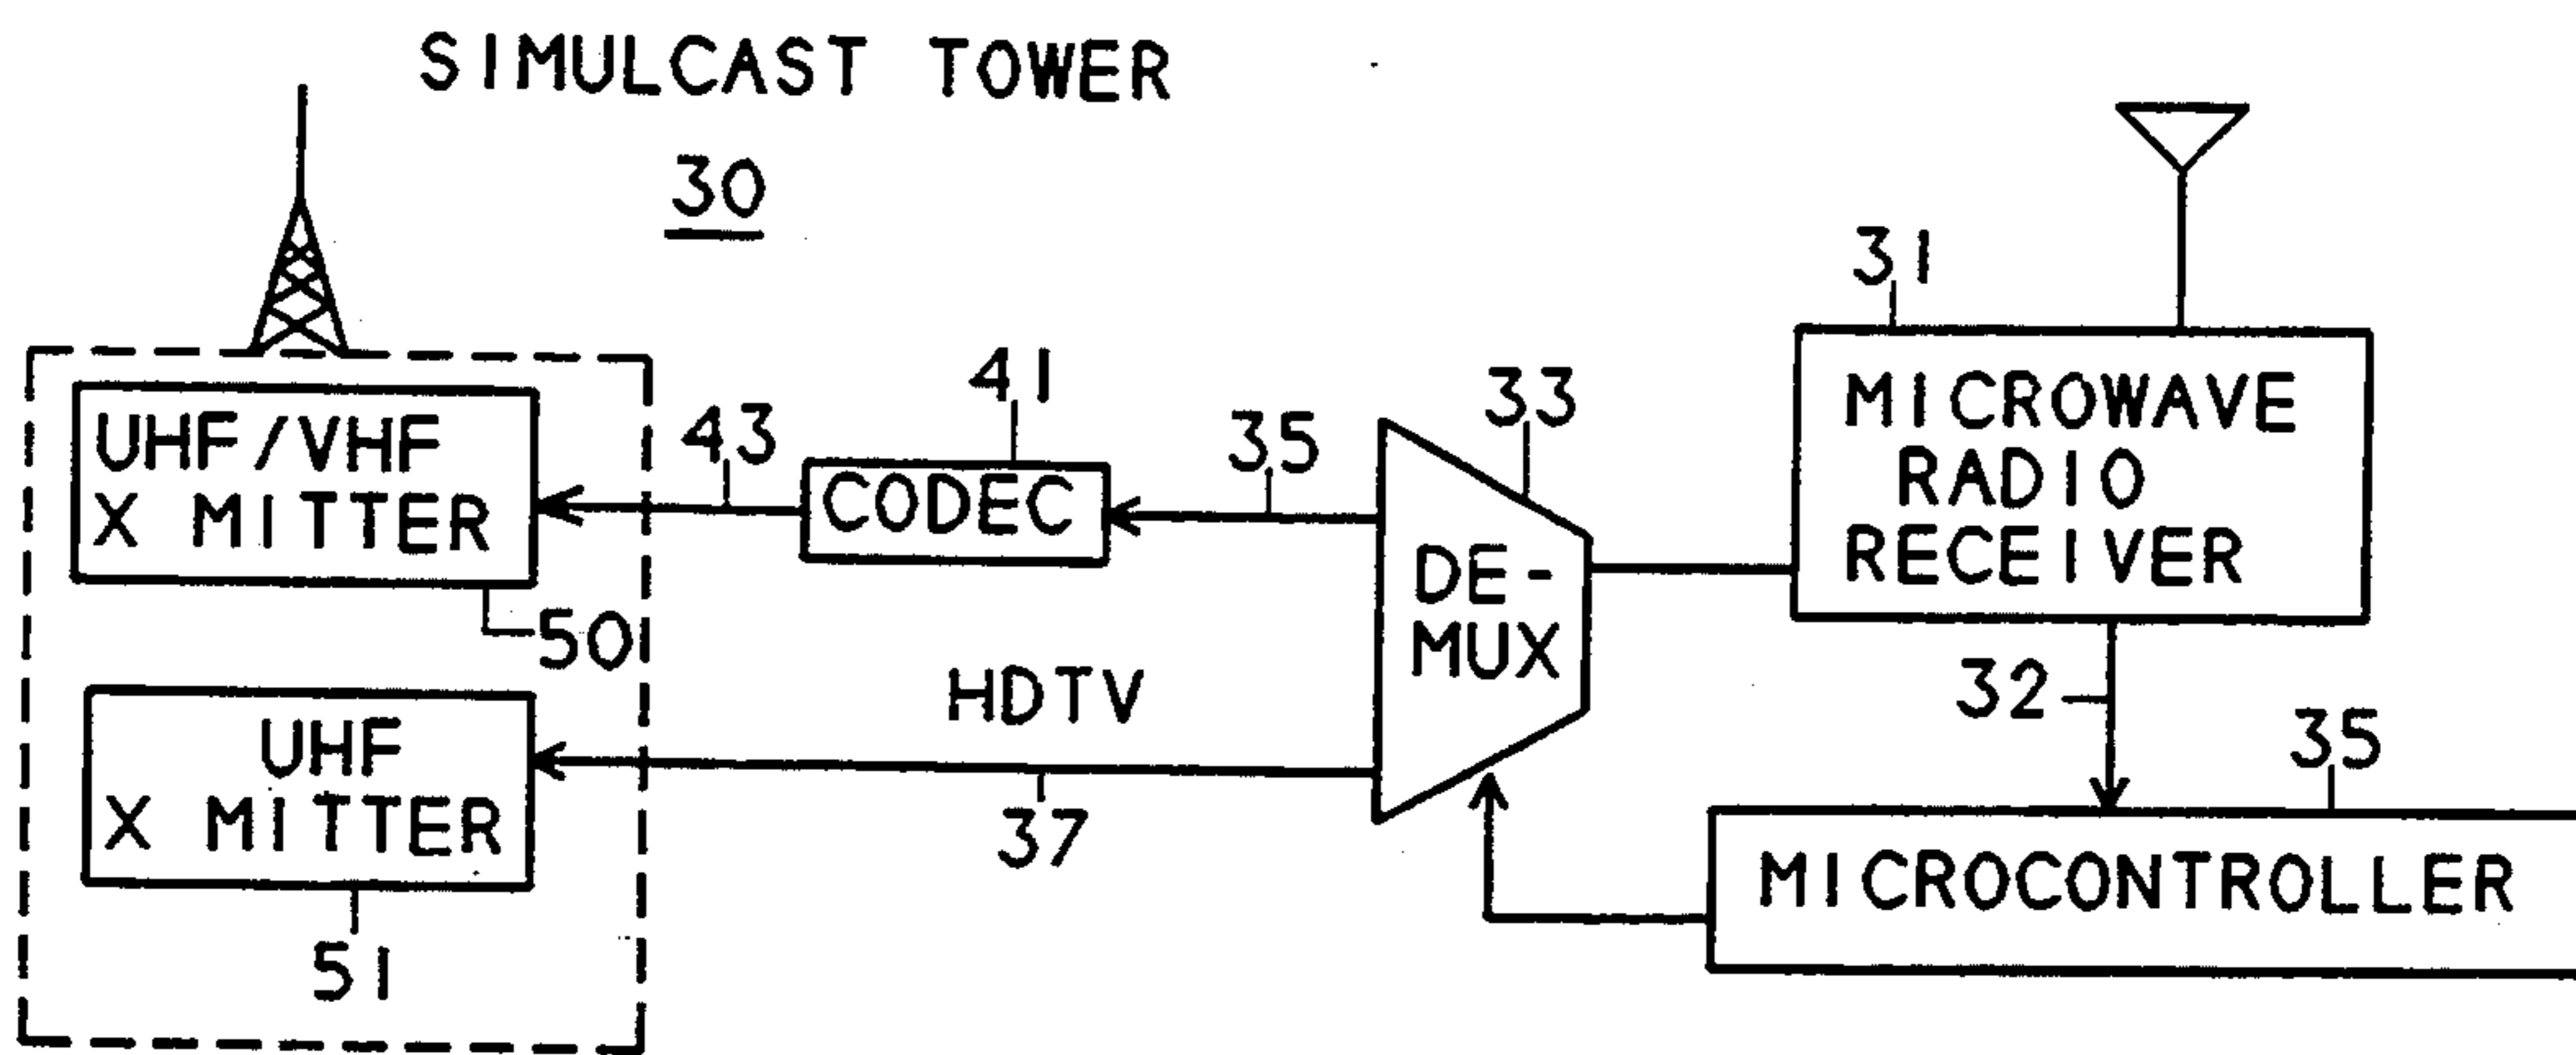 SIMULCAST TOWER
30
31
MICROWAVE
RADIO
RECEIVER
41
33
43
35
UHF/VHF
X MITTER
CODEC
DE-
MUX
50
HDTV
32
35
UHF
X MITTER
37
MICROCONTROLLER
51